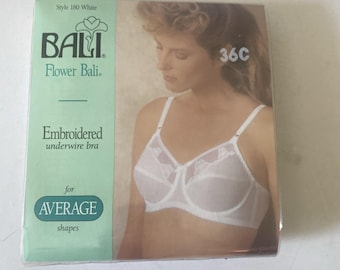 Style 180 White
BALI®
Flower Bali®
36C
Embroidered
underwire bra
for
AVERAGE
shapes